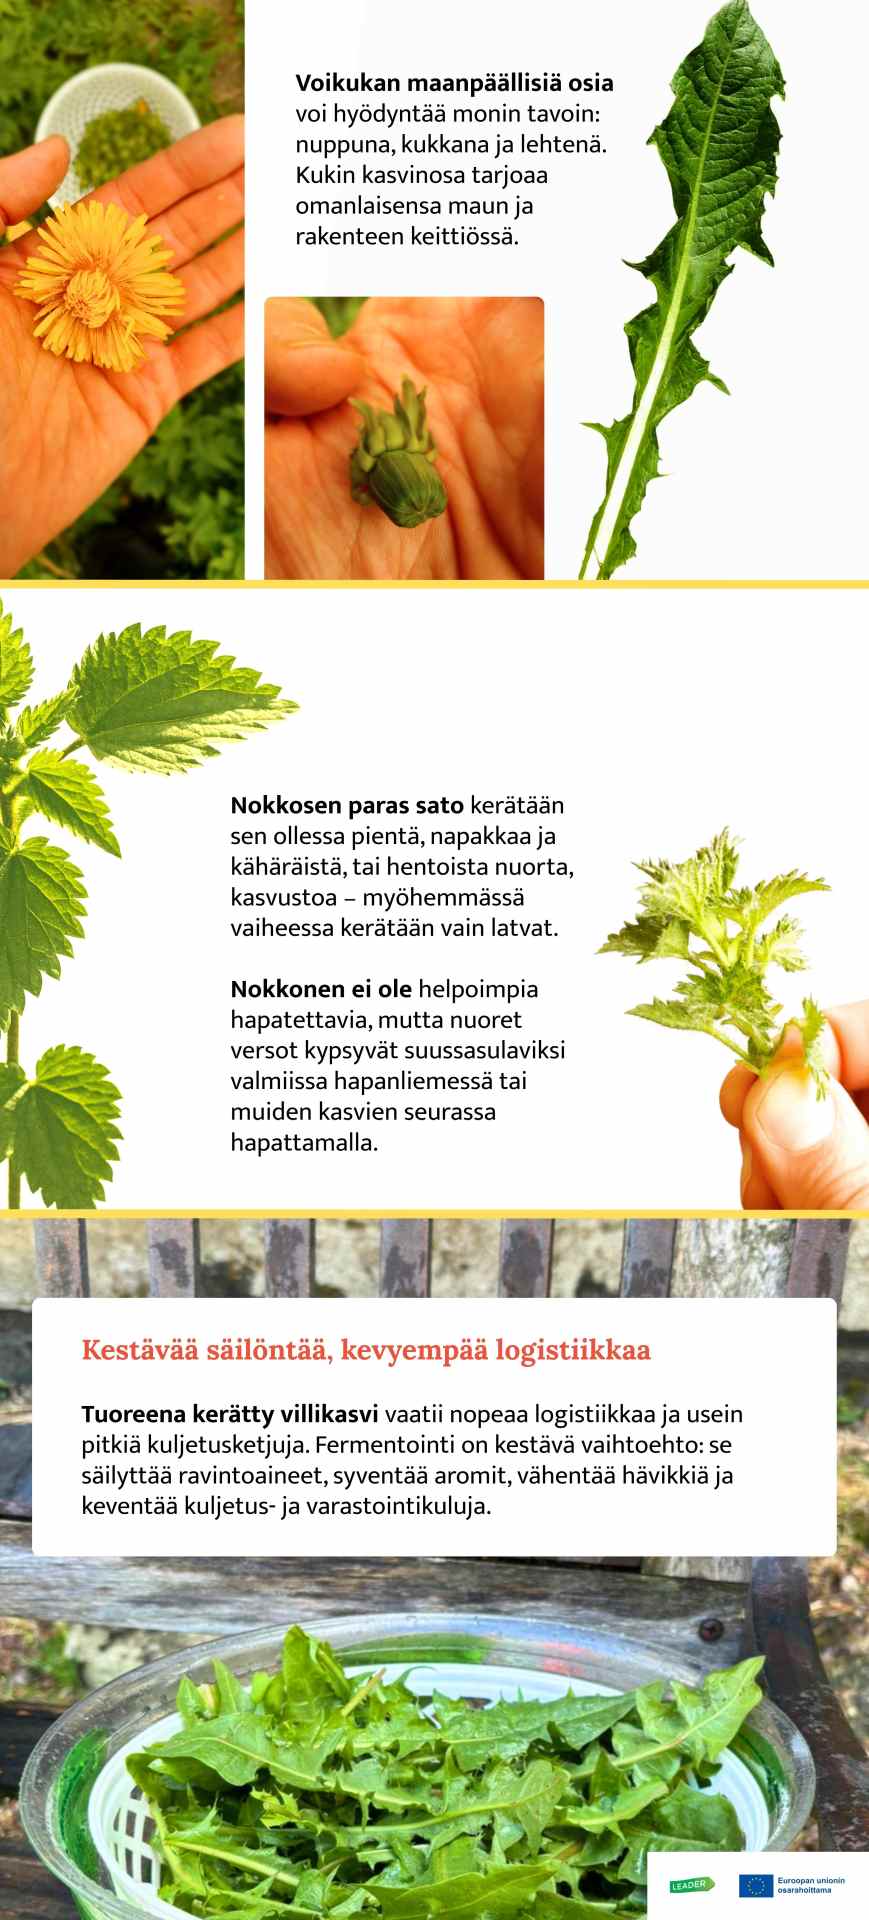 Voikukan maanpäällisiä osia
voi hyödyntää monin tavoin:
nuppuna, kukkana ja lehtenä.
Kukin kasvinosa tarjoaa
omanlaisensa maun ja
rakenteen keittiössä.
Nokkosen paras sato kerätään
sen ollessa pientä, napakkaa ja
kähäräistä, tai hentoista nuorta,
kasvustoa – myöhemmässä
vaiheessa kerätään vain latvat.
Nokkonen ei ole helpoimpia
hapatettavia, mutta nuoret
versot kypsyvät suussasulaviksi
valmiissa hapanliemessä tai
muiden kasvien seurassa
hapattamalla.
Kestävää säilöntää, kevyempää logistiikkaa
Tuoreena kerätty villikasvi vaatii nopeaa logistiikkaa ja usein
pitkiä kuljetusketjuja. Fermentointi on kestävä vaihtoehto: se
säilyttää ravintoaineet, syventää aromit, vähentää hävikkiä ja
keventää kuljetus- ja varastointikuluja.
LEADER
Euroopan unionin
osarahoittama